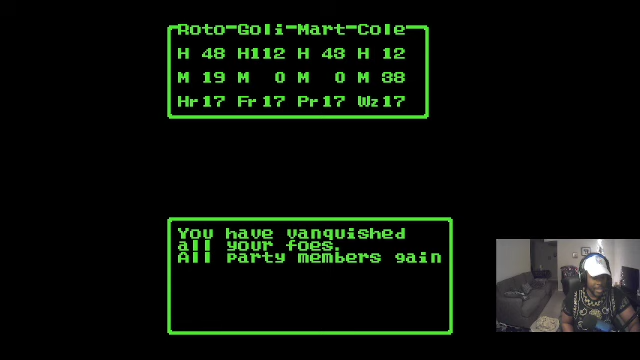 Roto Goli Mart Cole
H 48 H112 H 43 H 12
M 19 M 0 M 0 M 38
Hr17 Fr17 Pr17 Wz17
You have vanquished
all your foes.
All party members gain